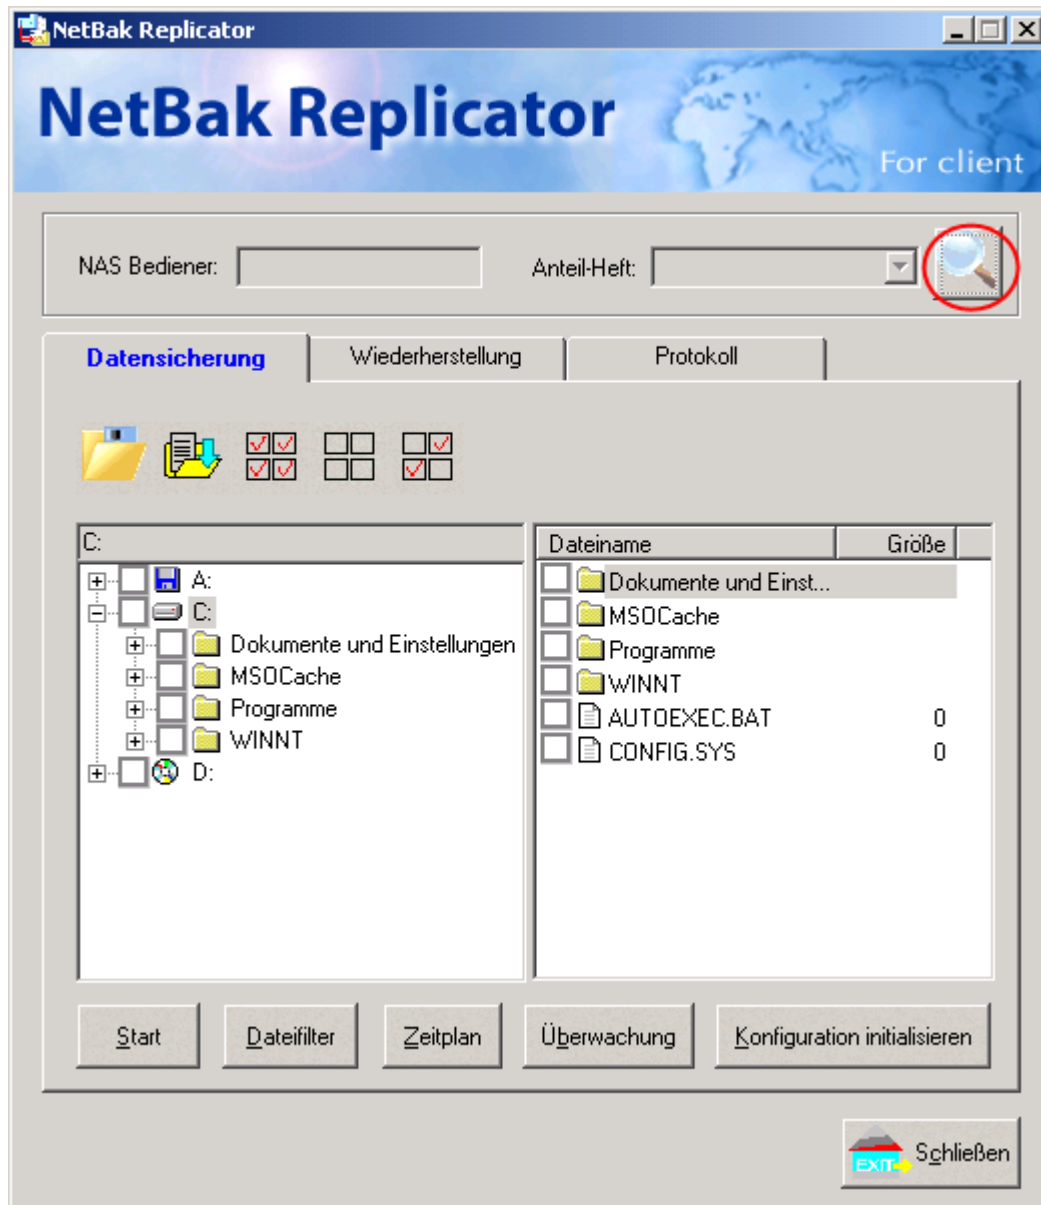 NetBak Replicator
NetBak Replicator
For client
NAS Bediener:
Anteil-Heft:
Datensicherung
Wiederherstellung
Protokoll
C:
A:
C:
Dokumente und Einstellungen
MSOCache
Programme
WINNT
D:
Dateiname Größe
Dokumente und Einst...
MSOCache
Programme
WINNT
AUTOEXEC.BAT 0
CONFIG.SYS 0
Start
Dateifilter
Zeitplan
Überwachung
Konfiguration initialisieren
EXIT
Schließen